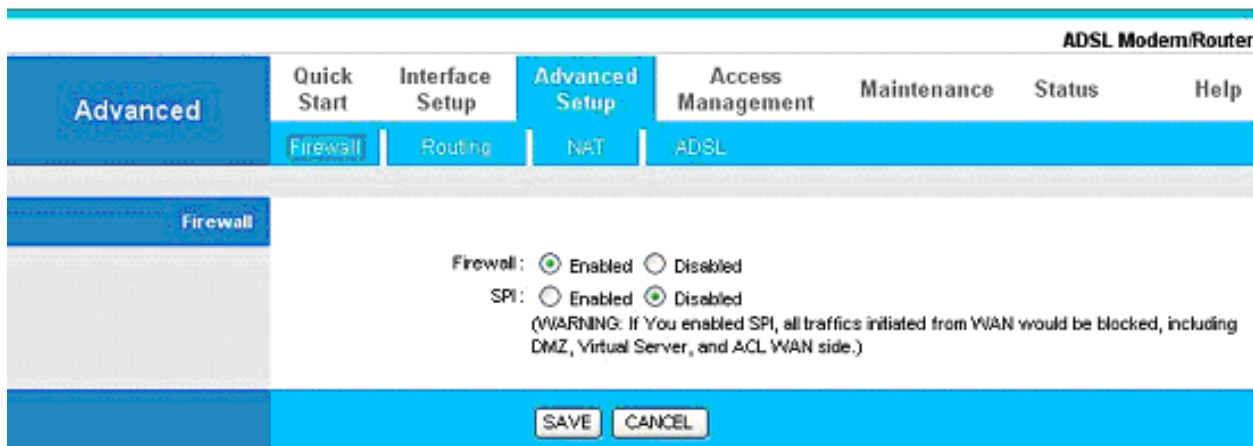 ADSL Modem/Router
Advanced
Quick Start
Interface Setup
Advanced Setup
Access Management
Maintenance
Status
Help
Firewall
Routing
NAT
ADSL
Firewall
Firewall: Enabled Disabled
SPI: Enabled Disabled
(WARNING: If You enabled SPI, all traffics initiated from WAN would be blocked, including
DMZ, Virtual Server, and ACL WAN side.)
SAVE CANCEL